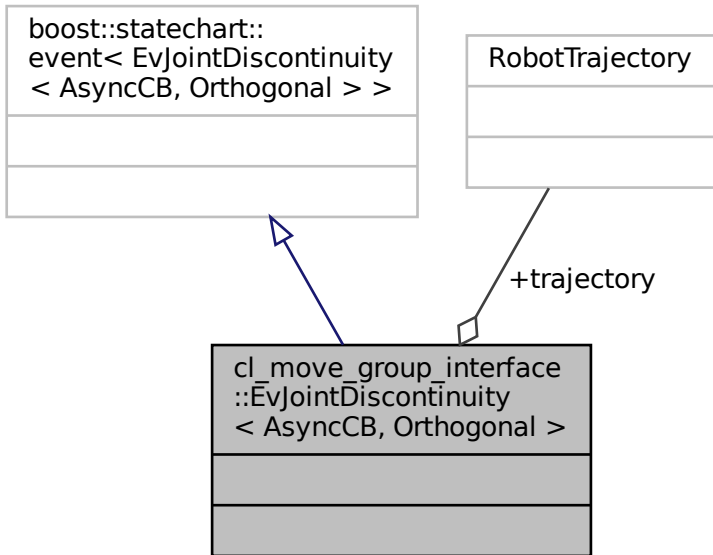 boost::statechart::
event< EvJointDiscontinuity
< AsyncCB, Orthogonal > >
RobotTrajectory
+trajectory
cl_move_group_interface
::EvJointDiscontinuity
< AsyncCB, Orthogonal >